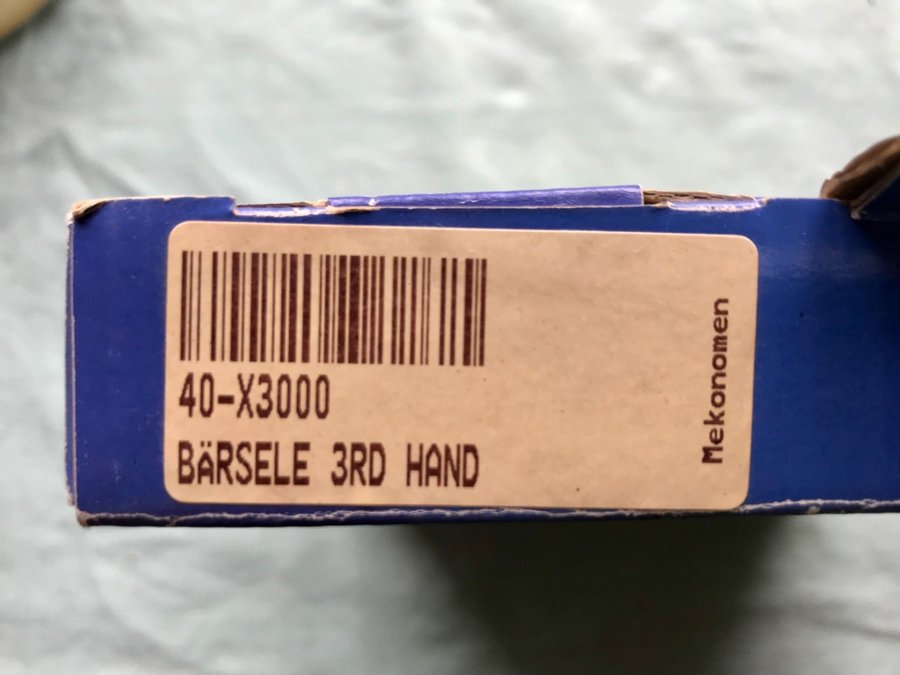 40-X3000
BÄRSELE 3RD HAND
Mekonomen